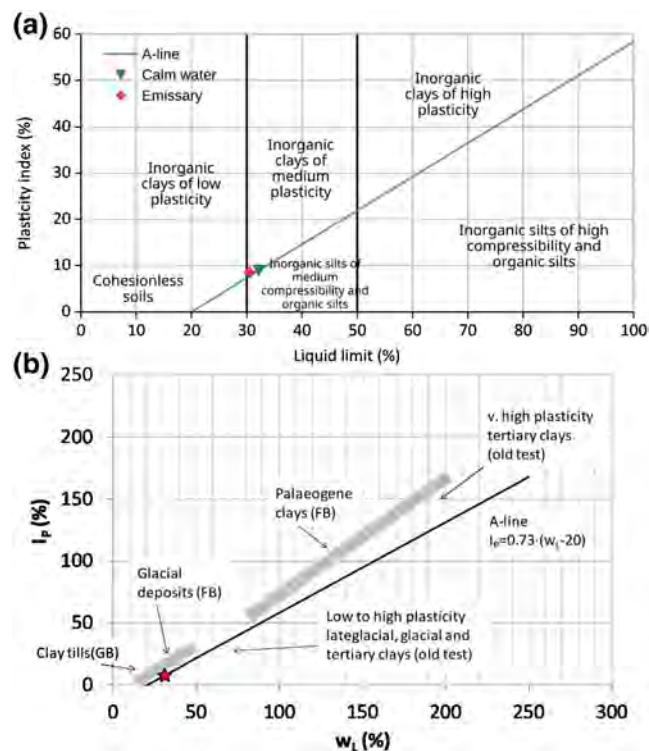 (a)
60
50
40
30
20
10
0
Plasticity index (%)
A-line
Calm water
Emissary
Inorganic
clays of high
plasticity
Inorganic
clays of
medium
plasticity
Inorganic
clays of low
plasticity
Inorganic silts of high
compressibility and
organic silts
Cohesionless
soils
Inorganic silts of
medium
compressibility and
organic silts
0 10 20 30 40 50 60 70 80 90 100
Liquid limit (%)
(b)
250
200
150
100
50
0
I_P (%)
v. high plasticity
tertiary clays
(old test)
Palaeogene
clays (FB)
A-line
I_P=0.73·(w_L-20)
Glacial
deposits (FB)
Low to high plasticity
lateglacial, glacial and
tertiary clays (old test)
Clay tills(GB)
0 50 100 150 200 250 300
w_L (%)